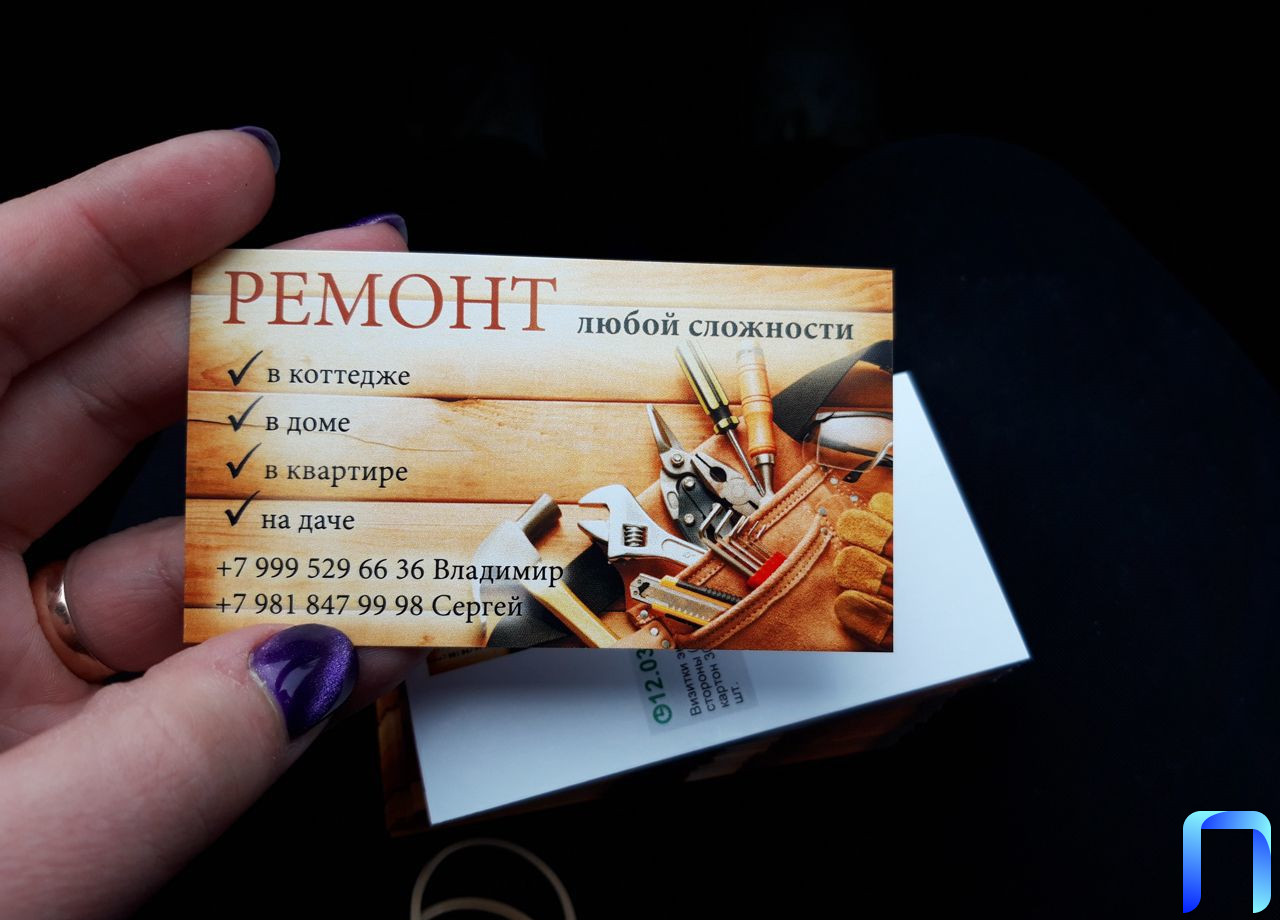 РЕМОНТ любой сложности
✓ в коттедже
✓ в доме
✓ в квартире
✓ на даче
+7 999 529 66 36 Владимир
+7 981 847 99 98 Сергей
12.03
Визитки
стороны
картон 30
шт.